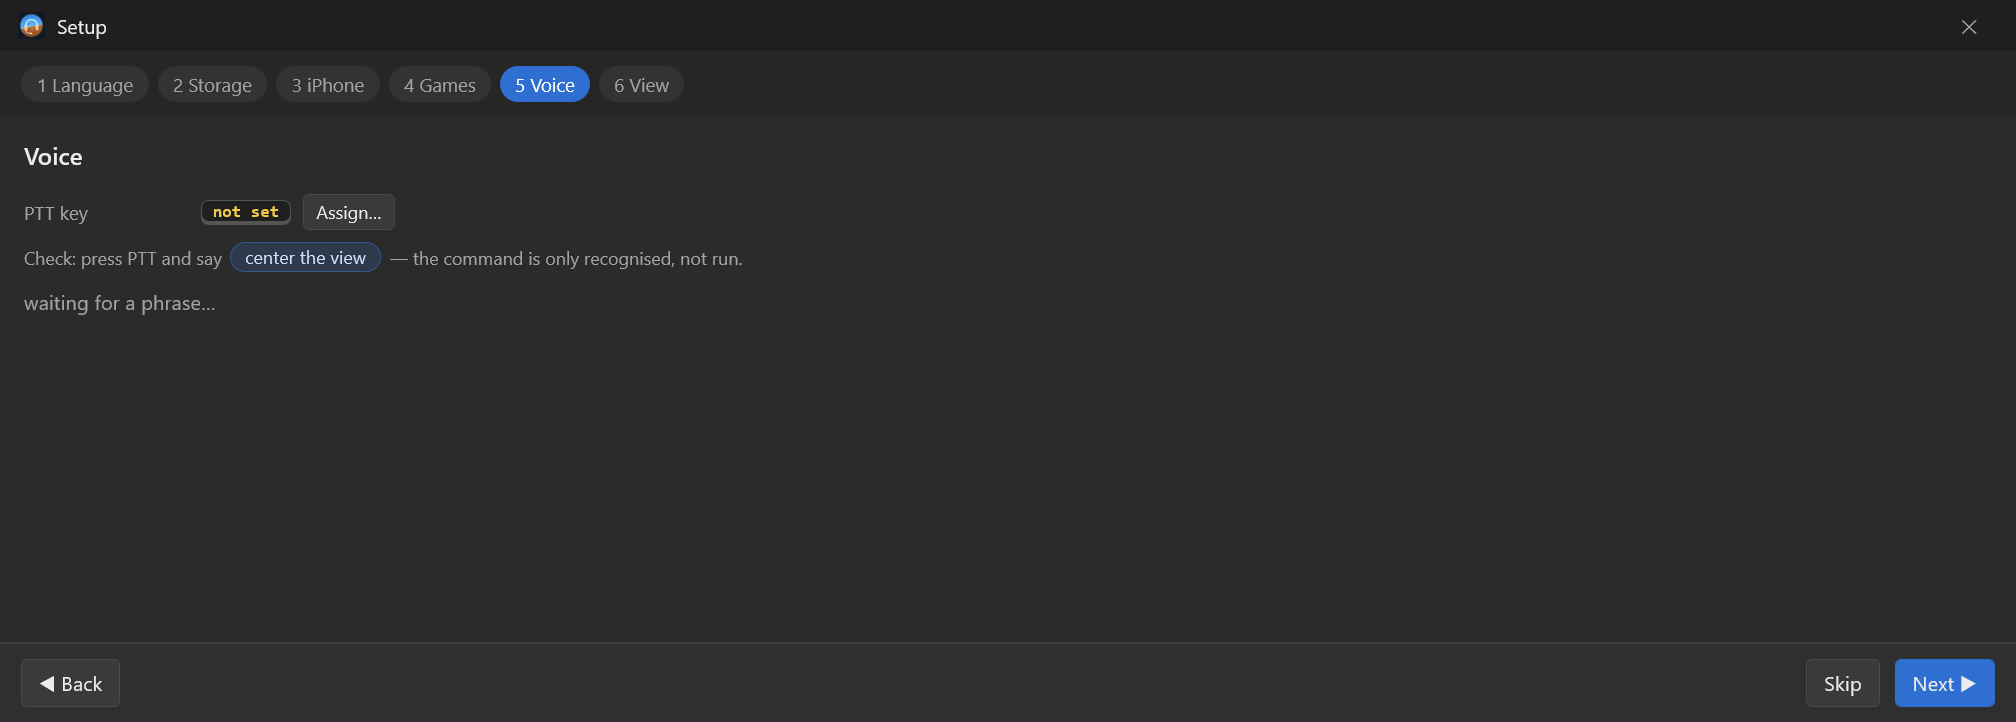 Setup
1 Language 2 Storage 3 iPhone 4 Games 5 Voice 6 View
Voice
PTT key not set Assign...
Check: press PTT and say center the view — the command is only recognised, not run.
waiting for a phrase...
◀ Back Skip Next ▶